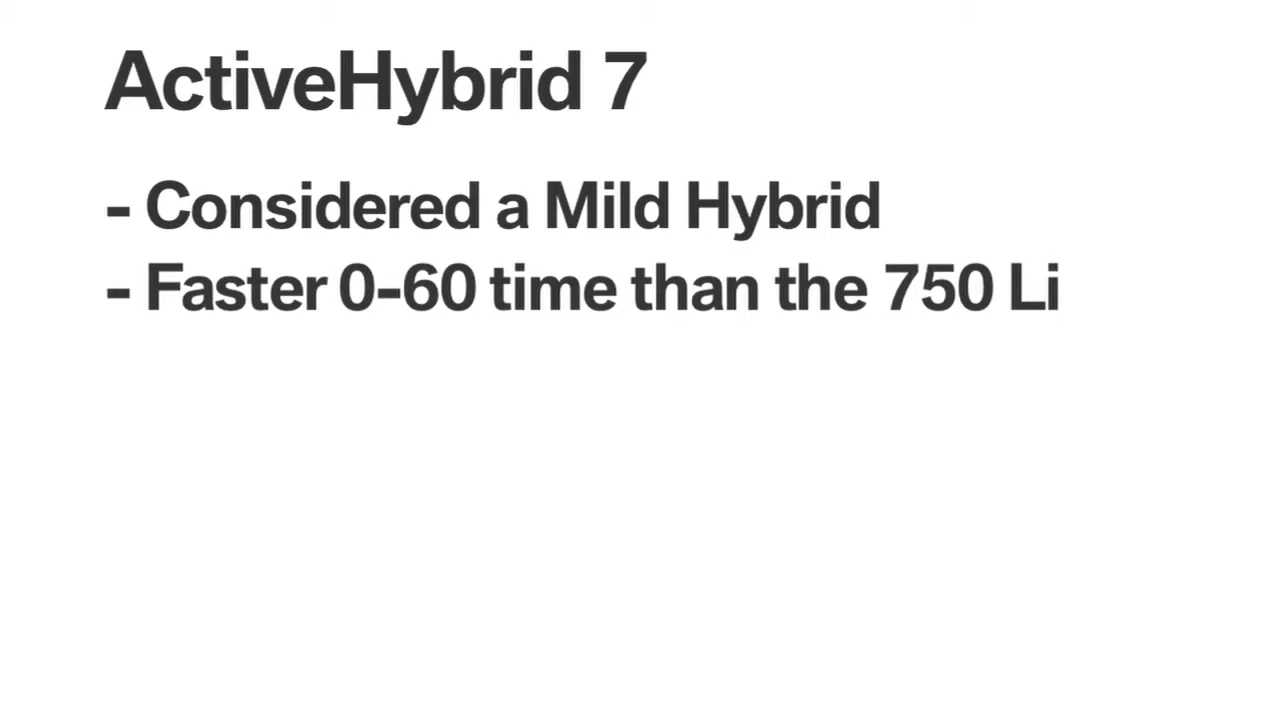 ActiveHybrid 7
- Considered a Mild Hybrid
- Faster 0-60 time than the 750 Li